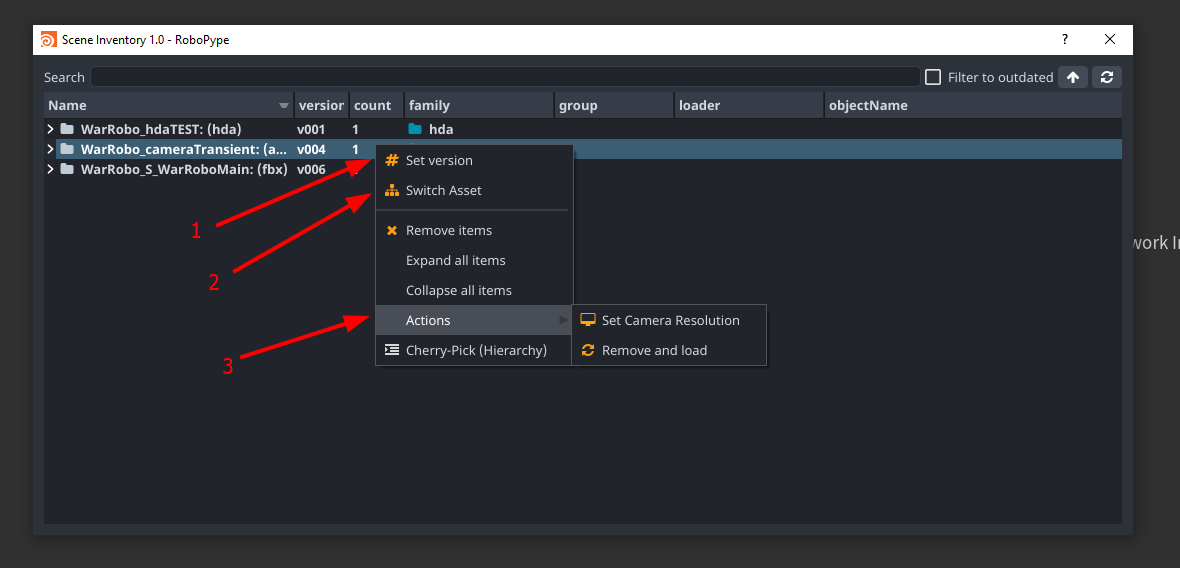 Scene Inventory 1.0 - RoboPype ?
Search Filter to outdated
Name version count family group loader objectName
WarRobo_hdaTEST: (hda) v001 1 hda
WarRobo_cameraTransient: (a... v004 1
WarRobo_S_WarRoboMain: (fbx) v006
Set version
Switch Asset
Remove items
Expand all items
Collapse all items
Actions
Cherry-Pick (Hierarchy)
Set Camera Resolution
Remove and load
1
2
3
work